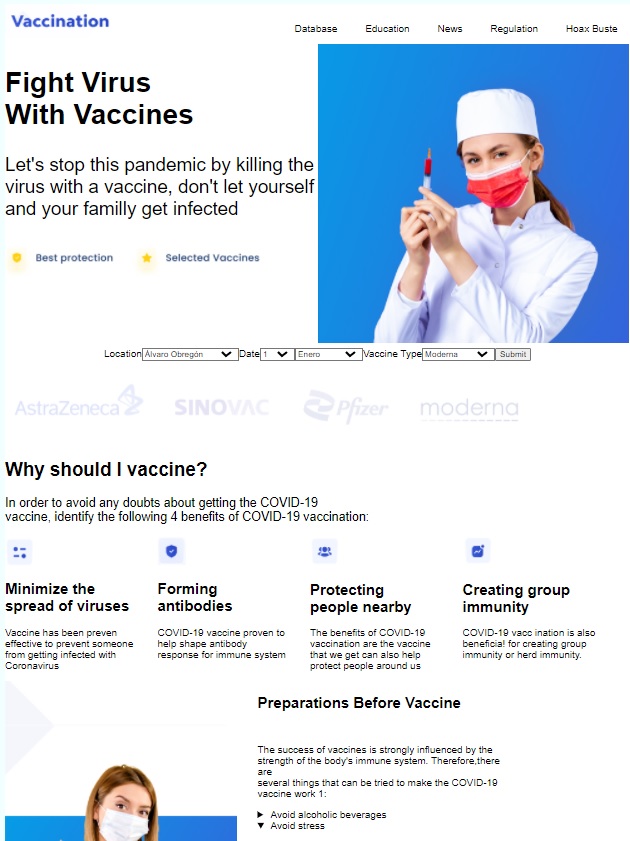 Vaccination
Database Education News Regulation Hoax Buste
Fight Virus
With Vaccines
Let's stop this pandemic by killing the
virus with a vaccine, don't let yourself
and your familly get infected
Best protection Selected Vaccines
Location Álvaro Obregón Date 1 Enero Vaccine Type Moderna Submit
AstraZeneca SINOVAC Pfizer moderna
Why should I vaccine?
In order to avoid any doubts about getting the COVID-19
vaccine, identify the following 4 benefits of COVID-19 vaccination:
Minimize the
spread of viruses
Vaccine has been preven
effective to prevent someone
from getting infected with
Coronavirus
Forming
antibodies
COVID-19 vaccine proven to
help shape antibody
response for immune system
Protecting
people nearby
The benefits of COVID-19
vaccination are the vaccine
that we get can also help
protect people around us
Creating group
immunity
COVID-19 vacc ination is also
beneficia! for creating group
immunity or herd immunity.
Preparations Before Vaccine
The success of vaccines is strongly influenced by the
strength of the body's immune system. Therefore,there
are
several things that can be tried to make the COVID-19
vaccine work 1:
Avoid alcoholic beverages
Avoid stress